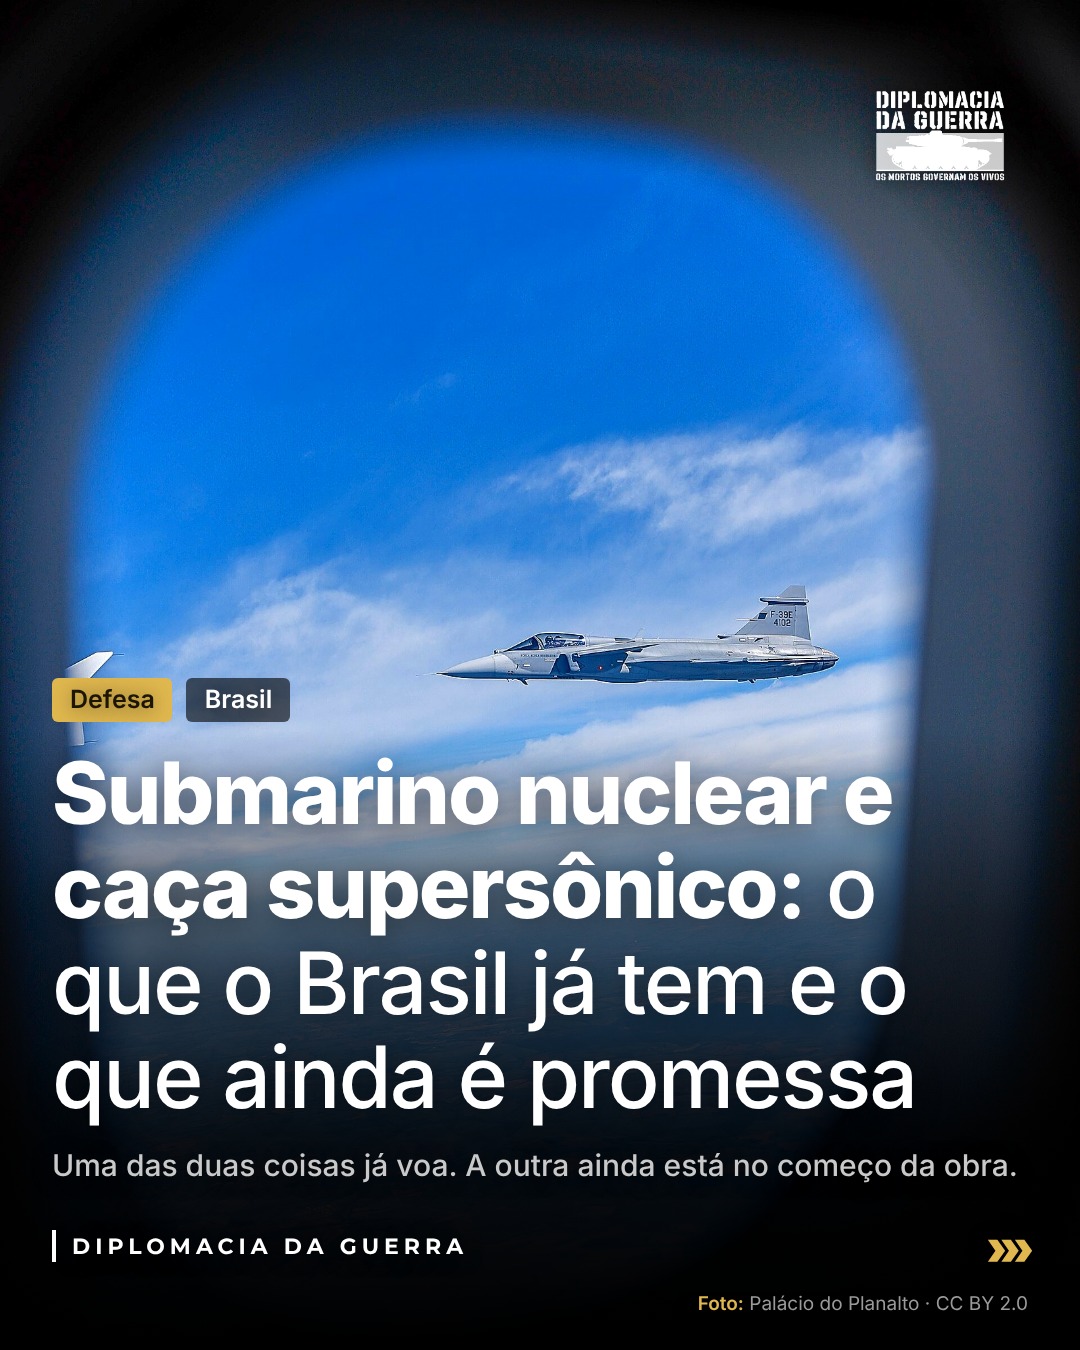 DIPLOMACIA
DA GUERRA
OS MORTOS GOVERNAM OS VIVOS
F-39E
4102
Defesa
Brasil
Submarino nuclear e
caça supersônico: o
que o Brasil já tem e o
que ainda é promessa
Uma das duas coisas já voa. A outra ainda está no começo da obra.
DIPLOMACIA DA GUERRA
Foto: Palácio do Planalto · CC BY 2.0